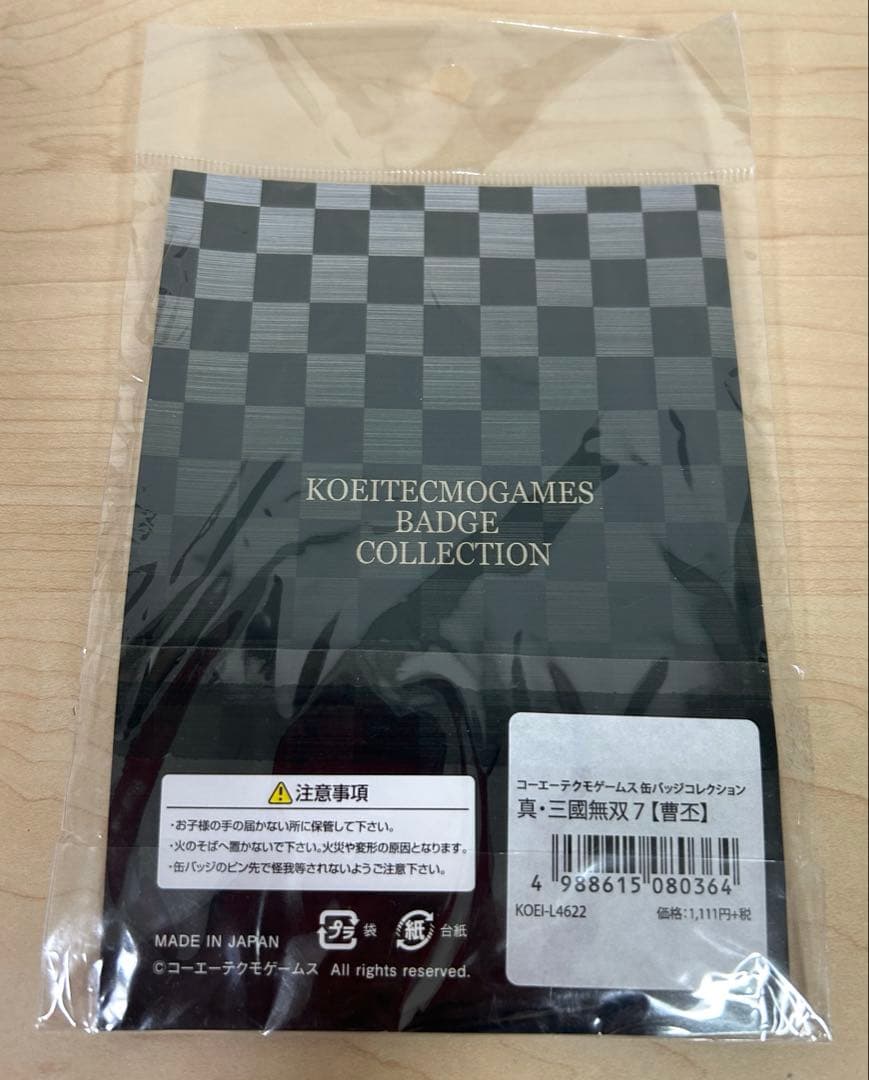 KOEITECMOGAMES
BADGE
COLLECTION
コーエーテクモゲームス 缶バッジコレクション
真・三國無双７【曹丕】
4 988615 080364
KOEI-L4622 価格：1,111円+税
注意事項
・お子様の手の届かない所に保管して下さい。
・火のそばへ置かないで下さい。火災や変形の原因となります。
・缶バッジのピン先で怪我等されないようご注意下さい。
プラ 袋 紙 台紙
MADE IN JAPAN
©コーエーテクモゲームス All rights reserved.